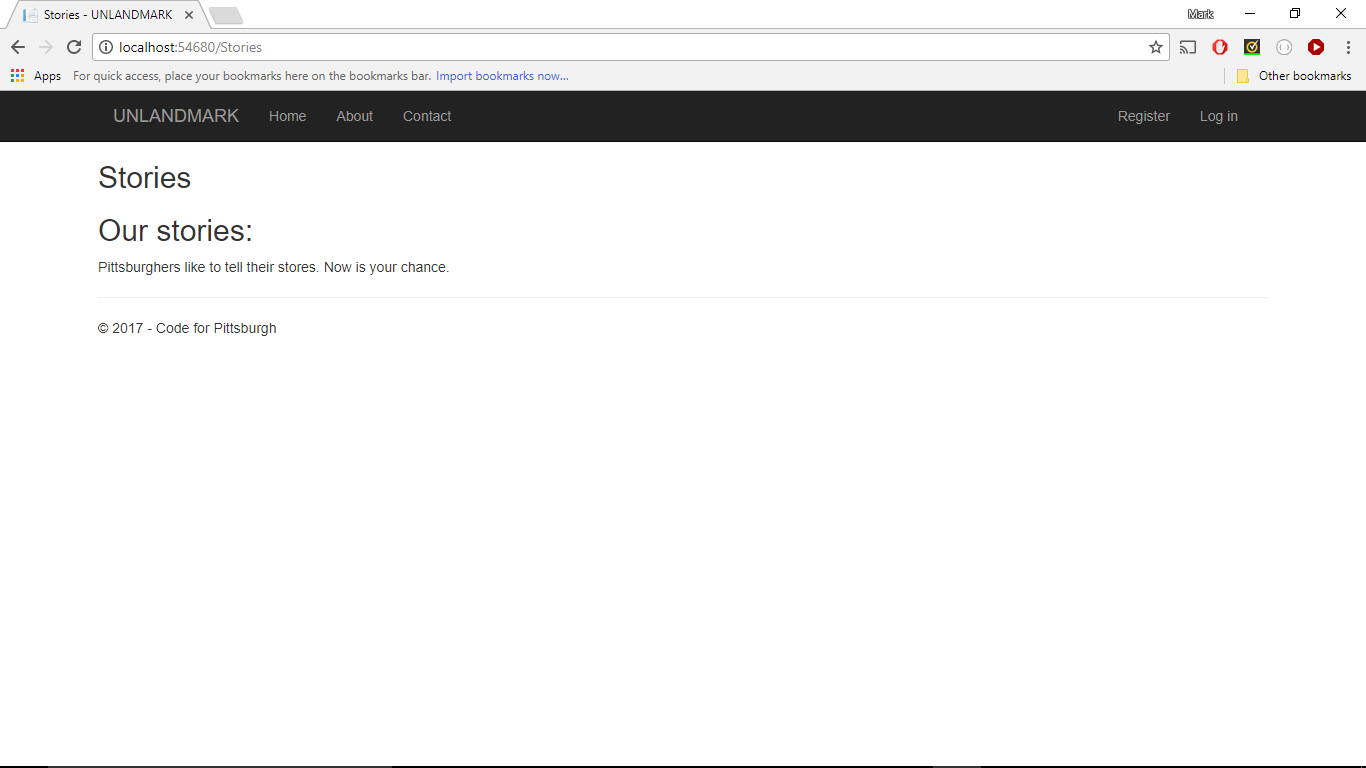 Stories - UNLANDMARK
Mark
localhost:54680/Stories
Apps For quick access, place your bookmarks here on the bookmarks bar. Import bookmarks now... Other bookmarks
UNLANDMARK Home About Contact Register Log in
Stories
Our stories:
Pittsburghers like to tell their stores. Now is your chance.
© 2017 - Code for Pittsburgh